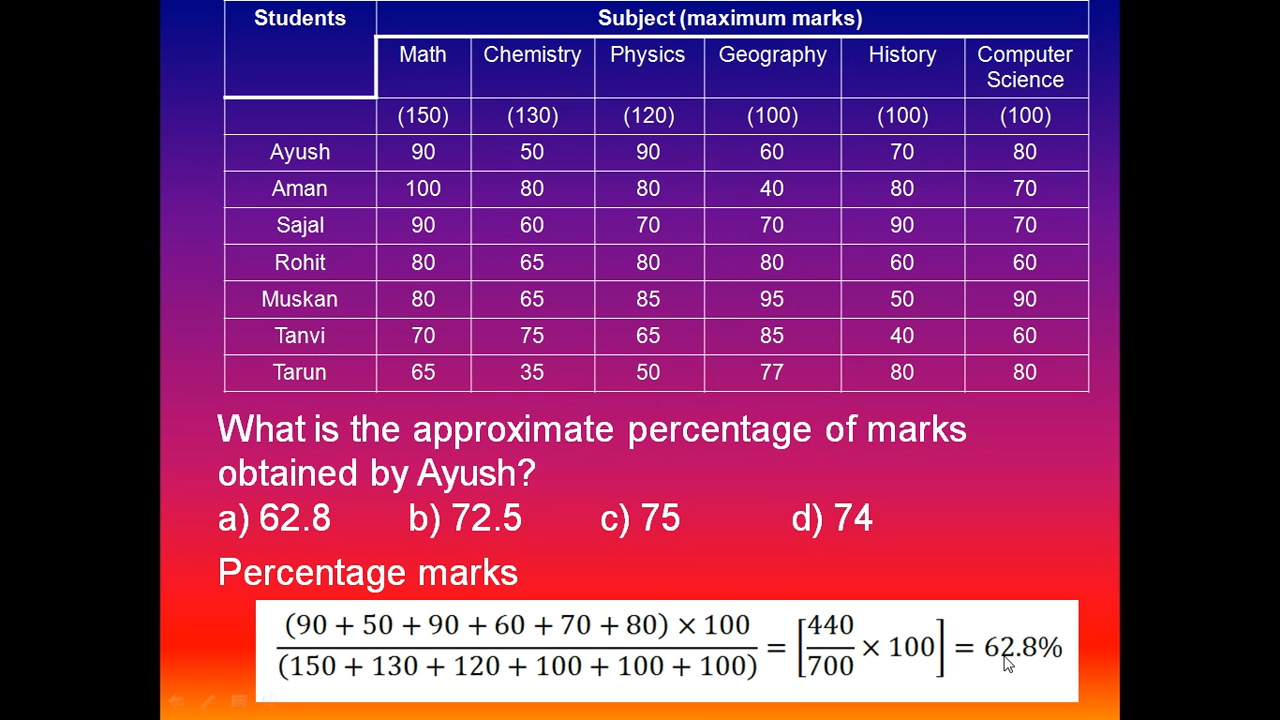 Students Subject (maximum marks)
Math Chemistry Physics Geography History Computer Science
(150) (130) (120) (100) (100) (100)
Ayush 90 50 90 60 70 80
Aman 100 80 80 40 80 70
Sajal 90 60 70 70 90 70
Rohit 80 65 80 80 60 60
Muskan 80 65 85 95 50 90
Tanvi 70 75 65 85 40 60
Tarun 65 35 50 77 80 80
What is the approximate percentage of marks
obtained by Ayush?
a) 62.8 b) 72.5 c) 75 d) 74
Percentage marks
(90 + 50 + 90 + 60 + 70 + 80) × 100
(150 + 130 + 120 + 100 + 100 + 100) = [440/700 × 100] = 62.8%